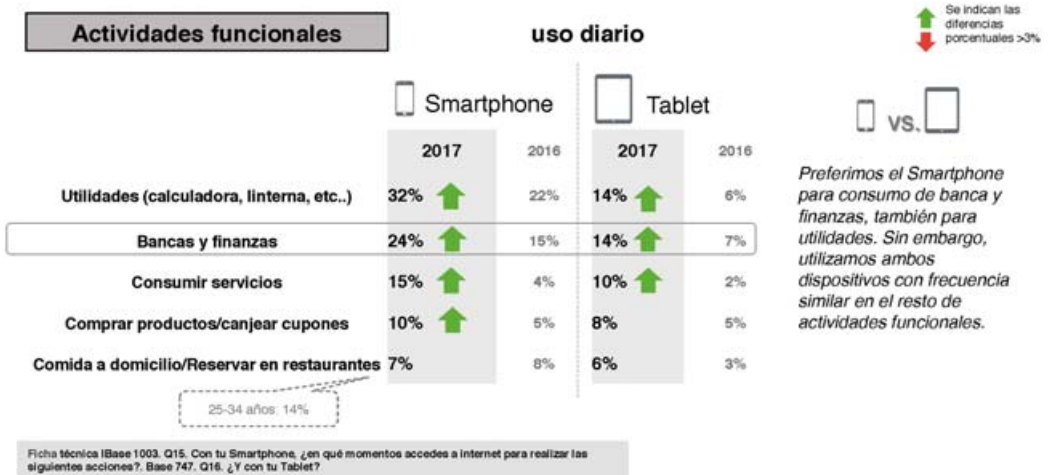 Actividades funcionales
uso diario
Se indican las
diferencias
porcentuales >3%
Smartphone
Tablet
vs.
2017 2016 2017 2016
Utilidades (calculadora, linterna, etc..) 32% 22% 14% 6%
Bancas y finanzas 24% 15% 14% 7%
Consumir servicios 15% 4% 10% 2%
Comprar productos/canjear cupones 10% 5% 8% 5%
Comida a domicilio/Reservar en restaurantes 7% 8% 6% 3%
25-34 años: 14%
Preferimos el Smartphone
para consumo de banca y
finanzas, también para
utilidades. Sin embargo,
utilizamos ambos
dispositivos con frecuencia
similar en el resto de
actividades funcionales.
Ficha técnica IBase 1003. Q15. Con tu Smartphone, ¿en qué momentos accedes a internet para realizar las
siguientes acciones?. Base 747. Q16. ¿Y con tu Tablet?